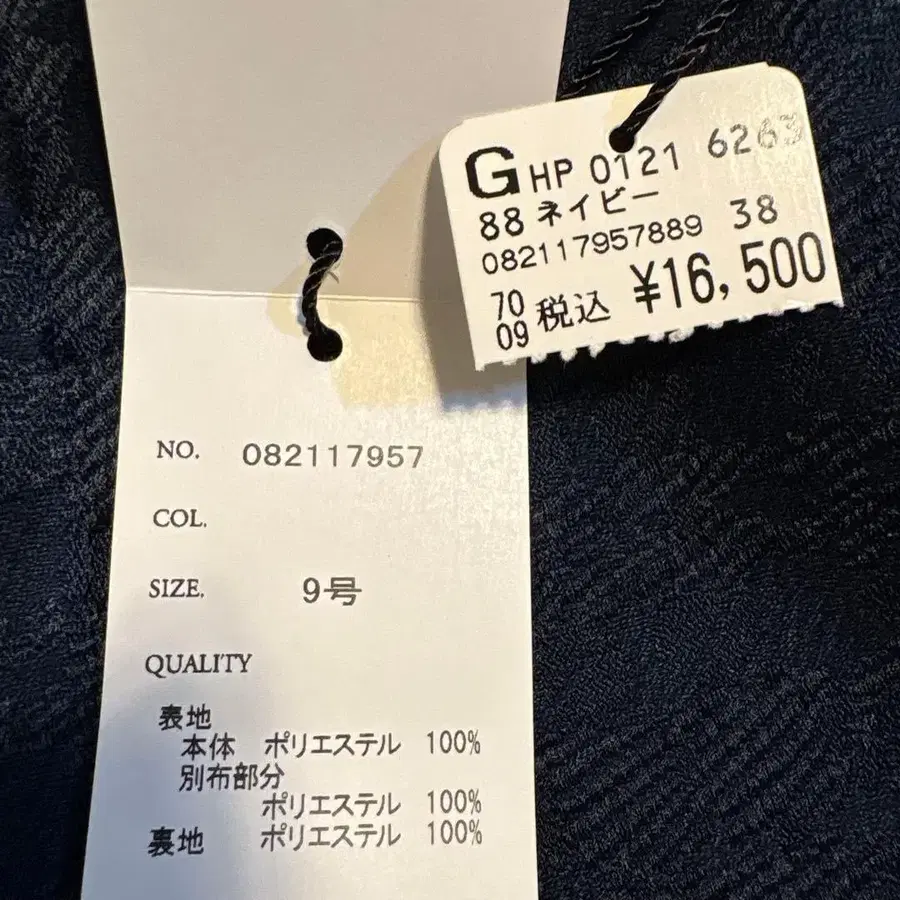 G HP 0121 6263
88 ネイビー
082117957889 38
70 税込 ¥16,500
09
NO. 082117957
COL.
SIZE. 9号
QUALITY
表地
本体 ポリエステル 100%
別布部分
ポリエステル 100%
裏地 ポリエステル 100%